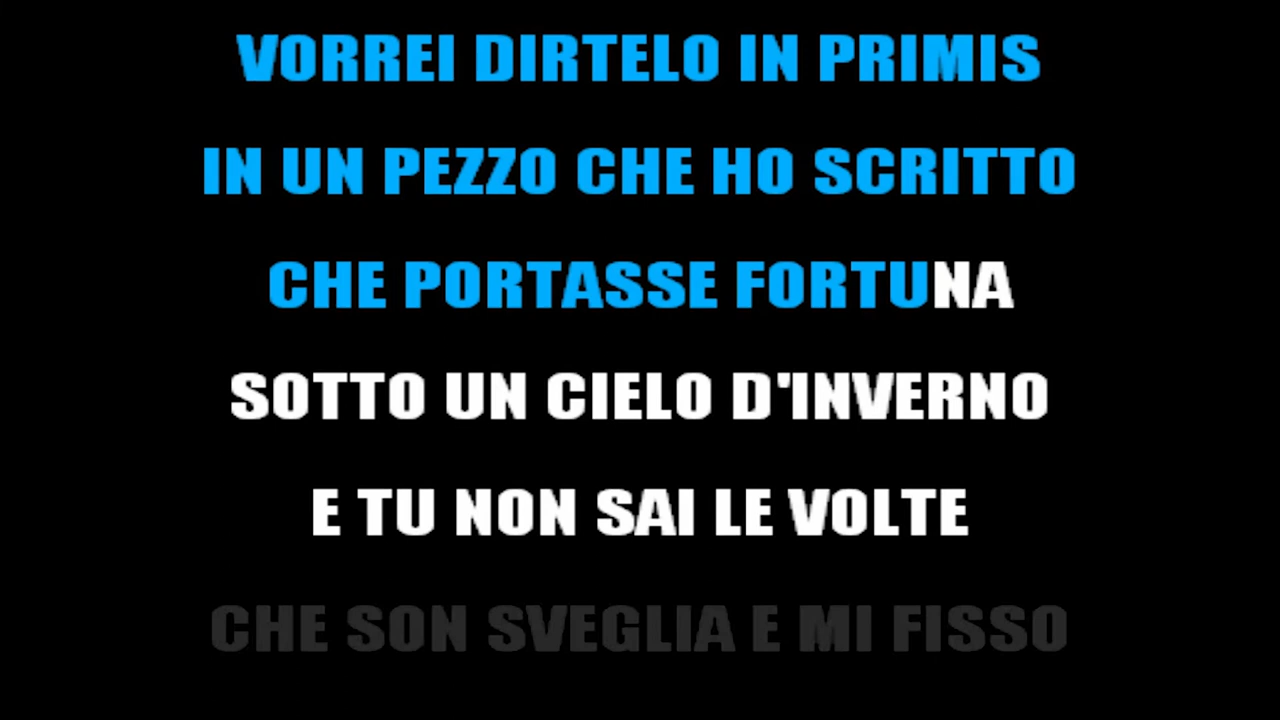 VORREI DIRTELO IN PRIMIS
IN UN PEZZO CHE HO SCRITTO
CHE PORTASSE FORTUNA
SOTTO UN CIELO D'INVERNO
E TU NON SAI LE VOLTE
CHE SON SVEGLIA E MI FISSO